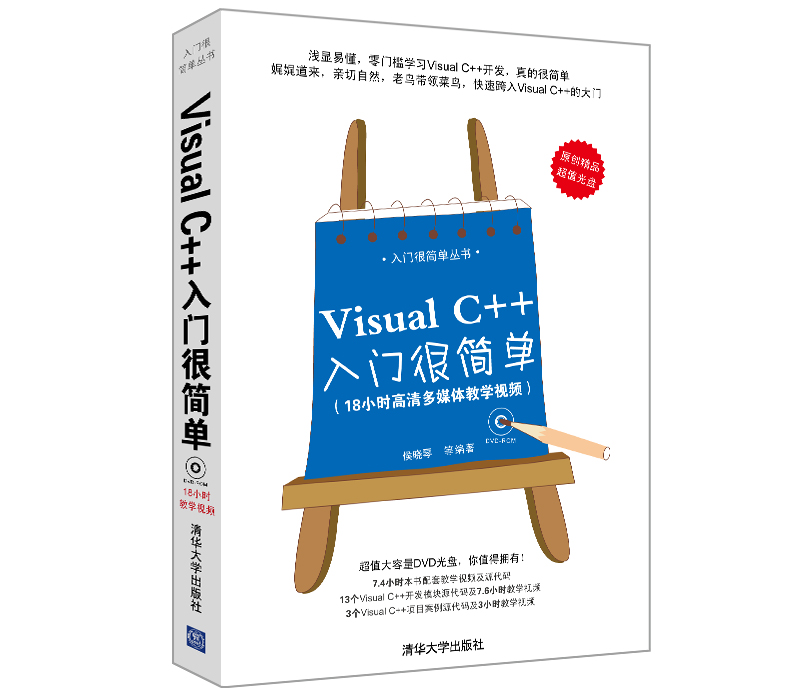 入门很
简单丛书
Visual C++入门很简单
DVD-ROM
18小时
教学视频
清华大学出版社
浅显易懂，零门槛学习Visual C++开发，真的很简单
娓娓道来，亲切自然，老鸟带领菜鸟，快速跨入Visual C++的大门
原创精品
超值光盘
• 入门很简单丛书 •
Visual C++
入门很简单
（18小时高清多媒体教学视频）
DVD-ROM
侯晓琴 等编著
超值大容量DVD光盘，你值得拥有！
7.4小时本书配套教学视频及源代码
13个Visual C++开发模块源代码及7.6小时教学视频
3个Visual C++项目案例源代码及3小时教学视频
清华大学出版社